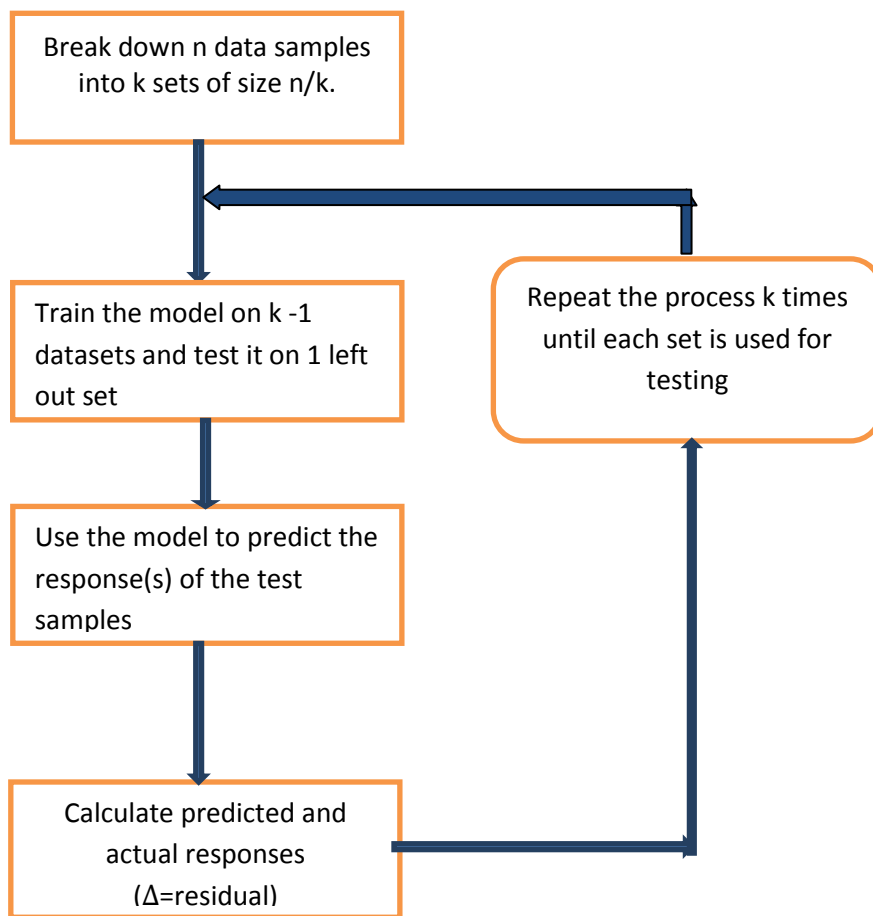 Break down n data samples
into k sets of size n/k.
Train the model on k -1
datasets and test it on 1 left
out set
Use the model to predict the
response(s) of the test
samples
Calculate predicted and
actual responses
(Δ=residual)
Repeat the process k times
until each set is used for
testing